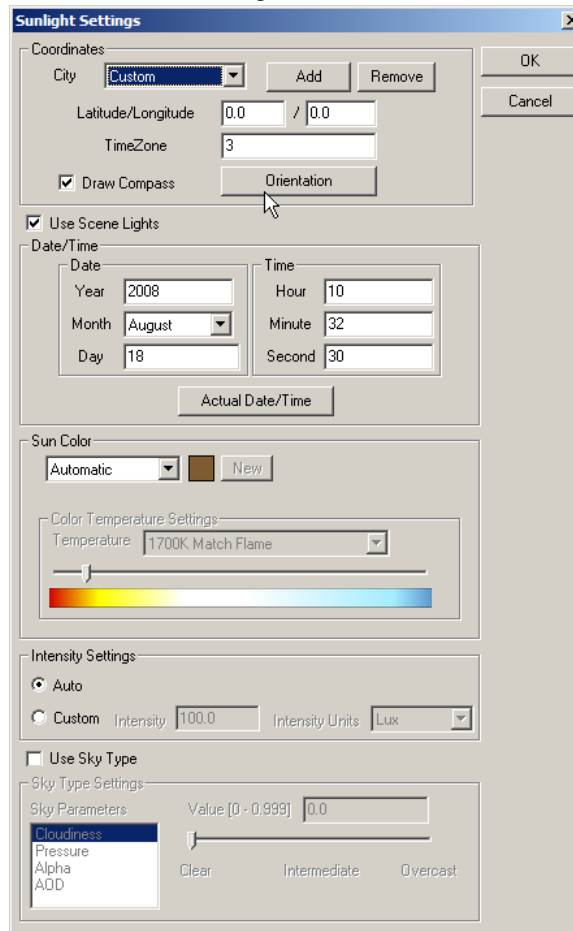 Sunlight Settings
Coordinates
City Custom Add Remove
OK
Cancel
Latitude/Longitude 0.0 / 0.0
TimeZone 3
Draw Compass Orientation
Use Scene Lights
Date/Time
Date
Year 2008
Month August
Day 18
Time
Hour 10
Minute 32
Second 30
Actual Date/Time
Sun Color
Automatic New
Color Temperature Settings
Temperature 1700K Match Flame
Intensity Settings
Auto
Custom Intensity 100.0 Intensity Units Lux
Use Sky Type
Sky Type Settings
Sky Parameters
Cloudiness
Pressure
Alpha
AOD
Value [0 - 0.999] 0.0
Clear Intermediate Overcast